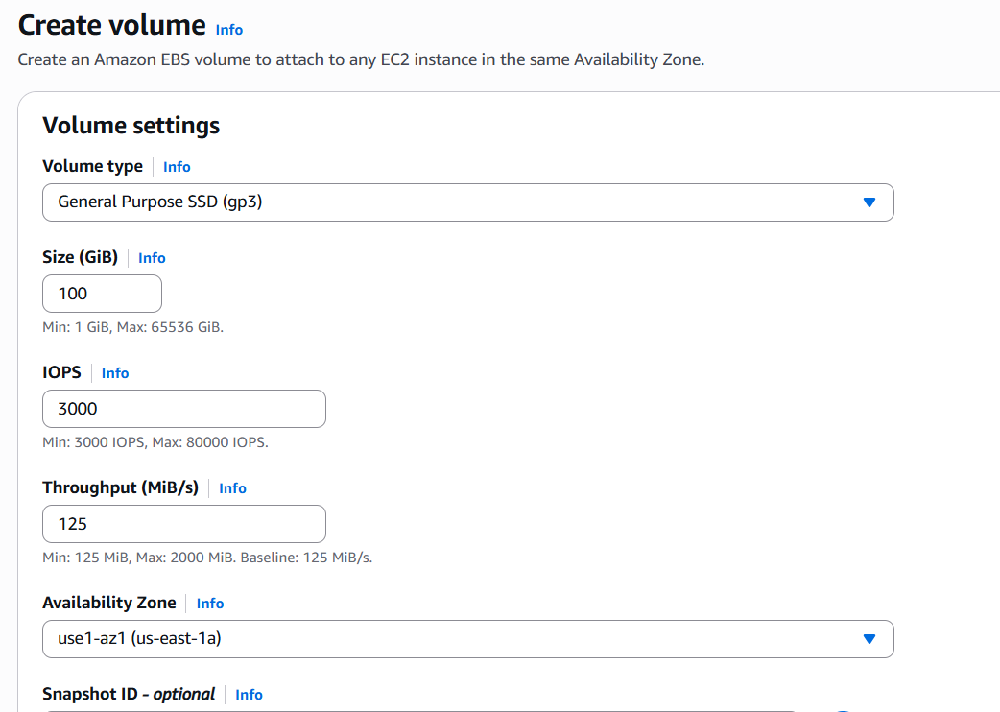 Create volume Info
Create an Amazon EBS volume to attach to any EC2 instance in the same Availability Zone.
Volume settings
Volume type Info
General Purpose SSD (gp3)
Size (GiB) Info
100
Min: 1 GiB, Max: 65536 GiB.
IOPS Info
3000
Min: 3000 IOPS, Max: 80000 IOPS.
Throughput (MiB/s) Info
125
Min: 125 MiB, Max: 2000 MiB. Baseline: 125 MiB/s.
Availability Zone Info
use1-az1 (us-east-1a)
Snapshot ID - optional Info